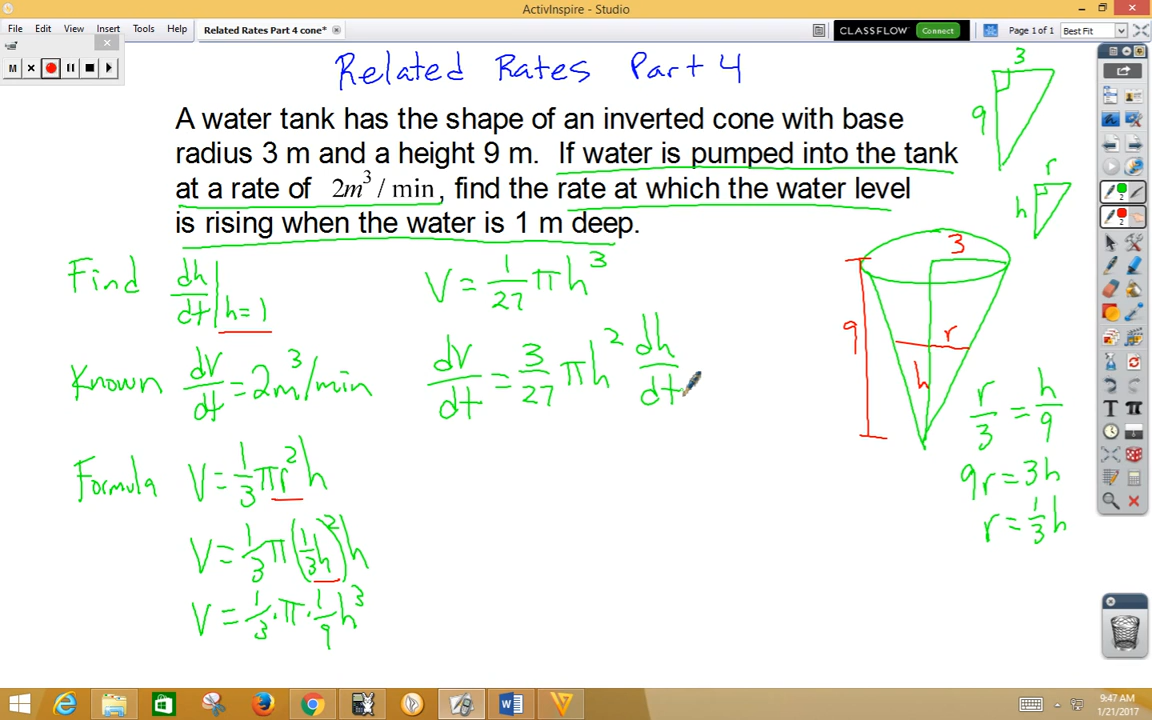 ActivInspire - Studio
File Edit View Insert Tools Help
Related Rates Part 4 cone*
CLASSFLOW Connect
Page 1 of 1 Best Fit
M
Related Rates Part 4
A water tank has the shape of an inverted cone with base
radius 3 m and a height 9 m. If water is pumped into the tank
at a rate of 2m³ / min, find the rate at which the water level
is rising when the water is 1 m deep.
3
9
r
h
Find dh/dt | h=1
V = 1/27 πh³
Known dV/dt = 2m³/min
dV/dt = 3/27 πh² dh/dt
Formula V = 1/3 πr²h
V = 1/3 π(1/3 h)²h
V = 1/3 · π · 1/9 h³
3
9
r
h
r/3 = h/9
9r = 3h
r = 1/3 h
2
2
9:47 AM
1/21/2017